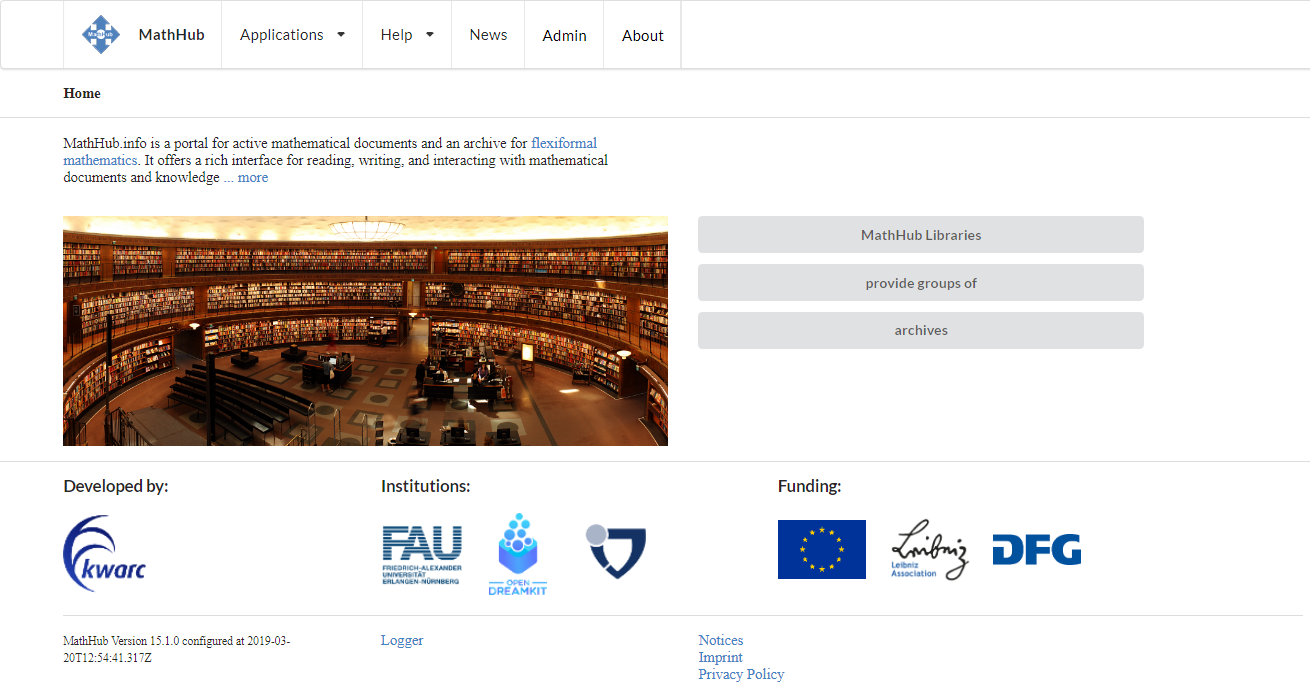 MathHub
MathHub
Applications
Help
News
Admin
About
Home
MathHub.info is a portal for active mathematical documents and an archive for flexiformal
mathematics. It offers a rich interface for reading, writing, and interacting with mathematical
documents and knowledge ... more
MathHub Libraries
provide groups of
archives
Developed by:
Institutions:
Funding:
kwarc
FAU
FRIEDRICH-ALEXANDER
UNIVERSITÄT
ERLANGEN-NÜRNBERG
OPEN
DREAMKIT
Leibniz
Leibniz
Association
DFG
MathHub Version 15.1.0 configured at 2019-03-
20T12:54:41.317Z
Logger
Notices
Imprint
Privacy Policy